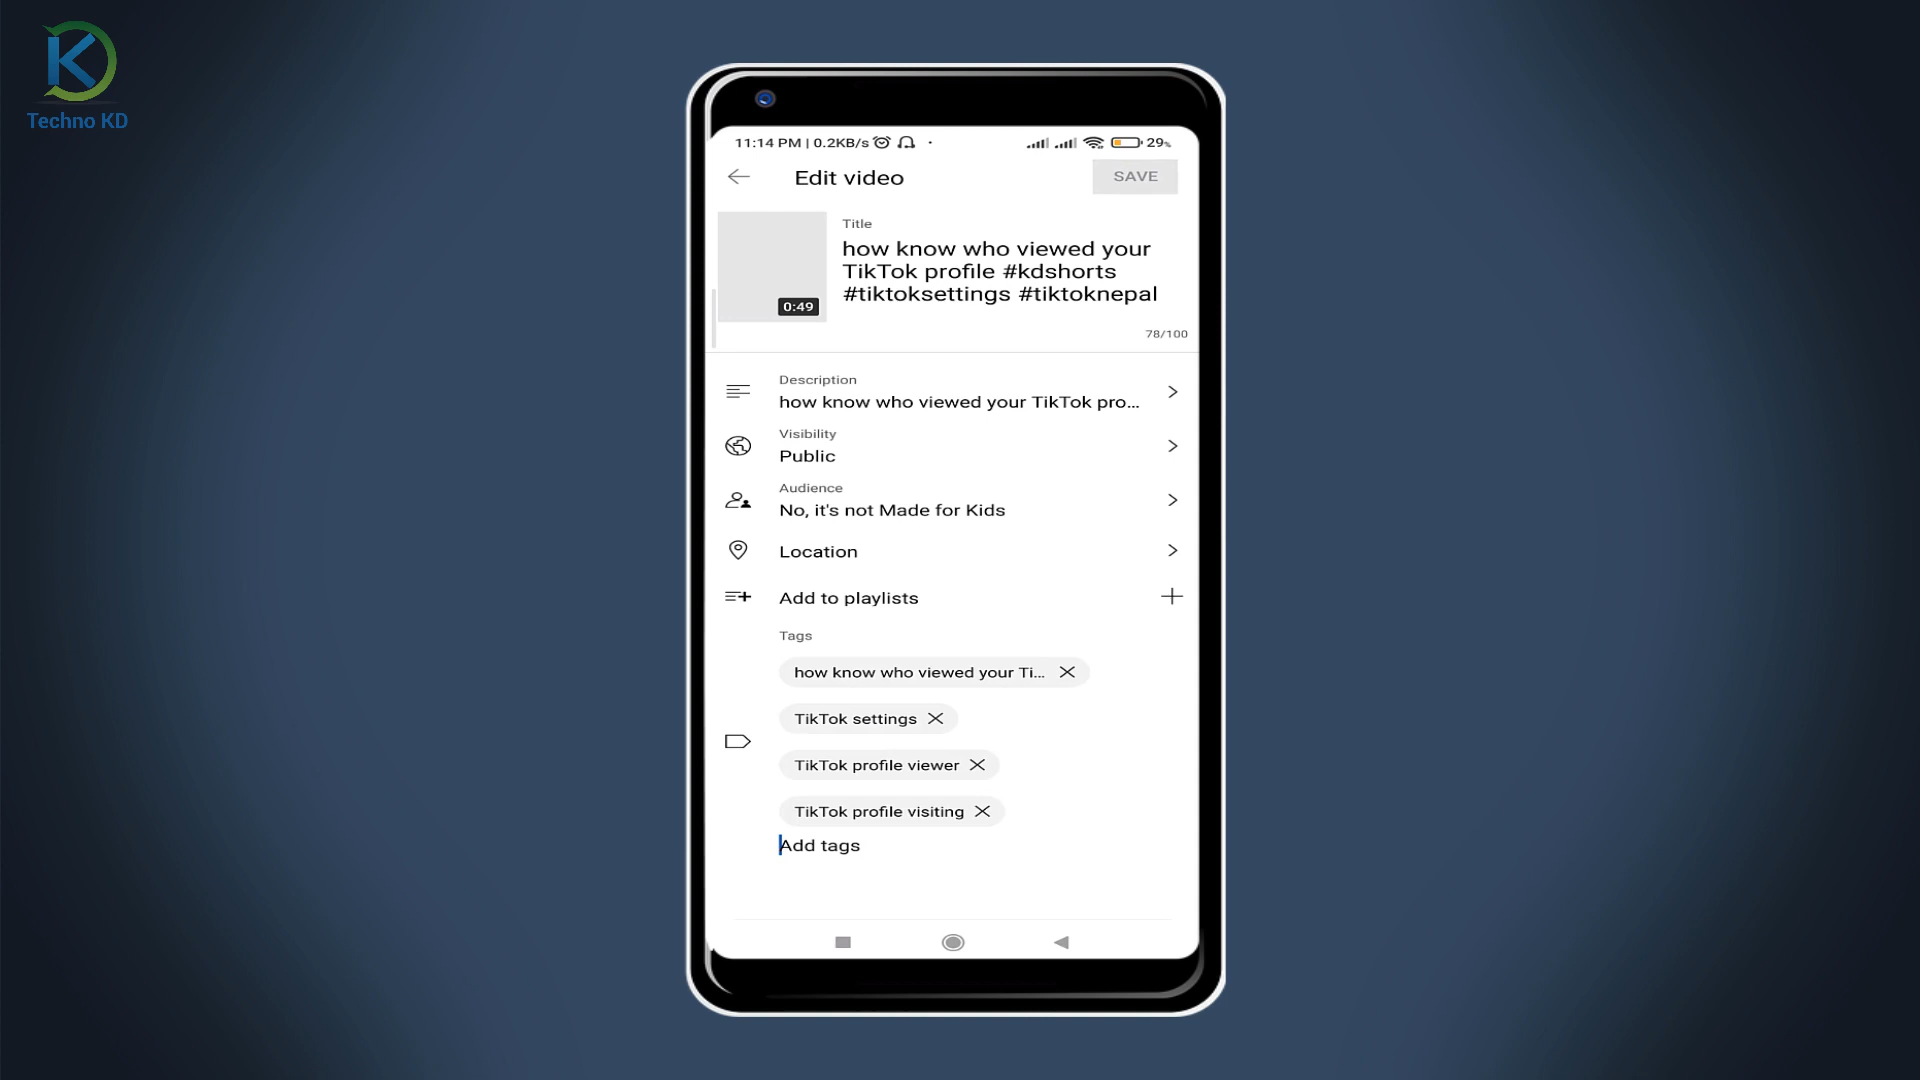 Techno KD
11:14 PM | 0.2KB/s
29%
Edit video
SAVE
Title
how know who viewed your
TikTok profile #kdshorts
#tiktoksettings #tiktoknepal
0:49
78/100
Description
how know who viewed your TikTok pro...
Visibility
Public
Audience
No, it's not Made for Kids
Location
Add to playlists
Tags
how know who viewed your Ti...
TikTok settings
TikTok profile viewer
TikTok profile visiting
Add tags